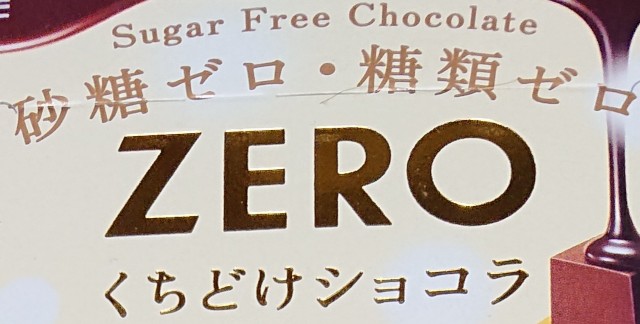 Sugar Free Chocolate
砂糖ゼロ・糖類ゼロ
ZERO
くちどけショコラ